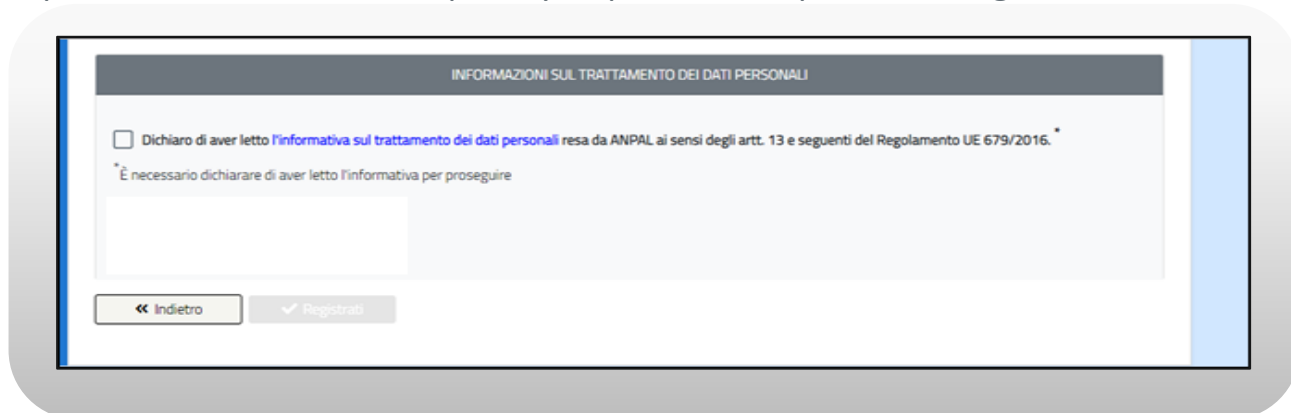 INFORMAZIONI SUL TRATTAMENTO DEI DATI PERSONALI
Dichiaro di aver letto l'informativa sul trattamento dei dati personali resa da ANPAL ai sensi degli artt. 13 e seguenti del Regolamento UE 679/2016. *
*È necessario dichiarare di aver letto l'informativa per proseguire
Indietro
Registrati